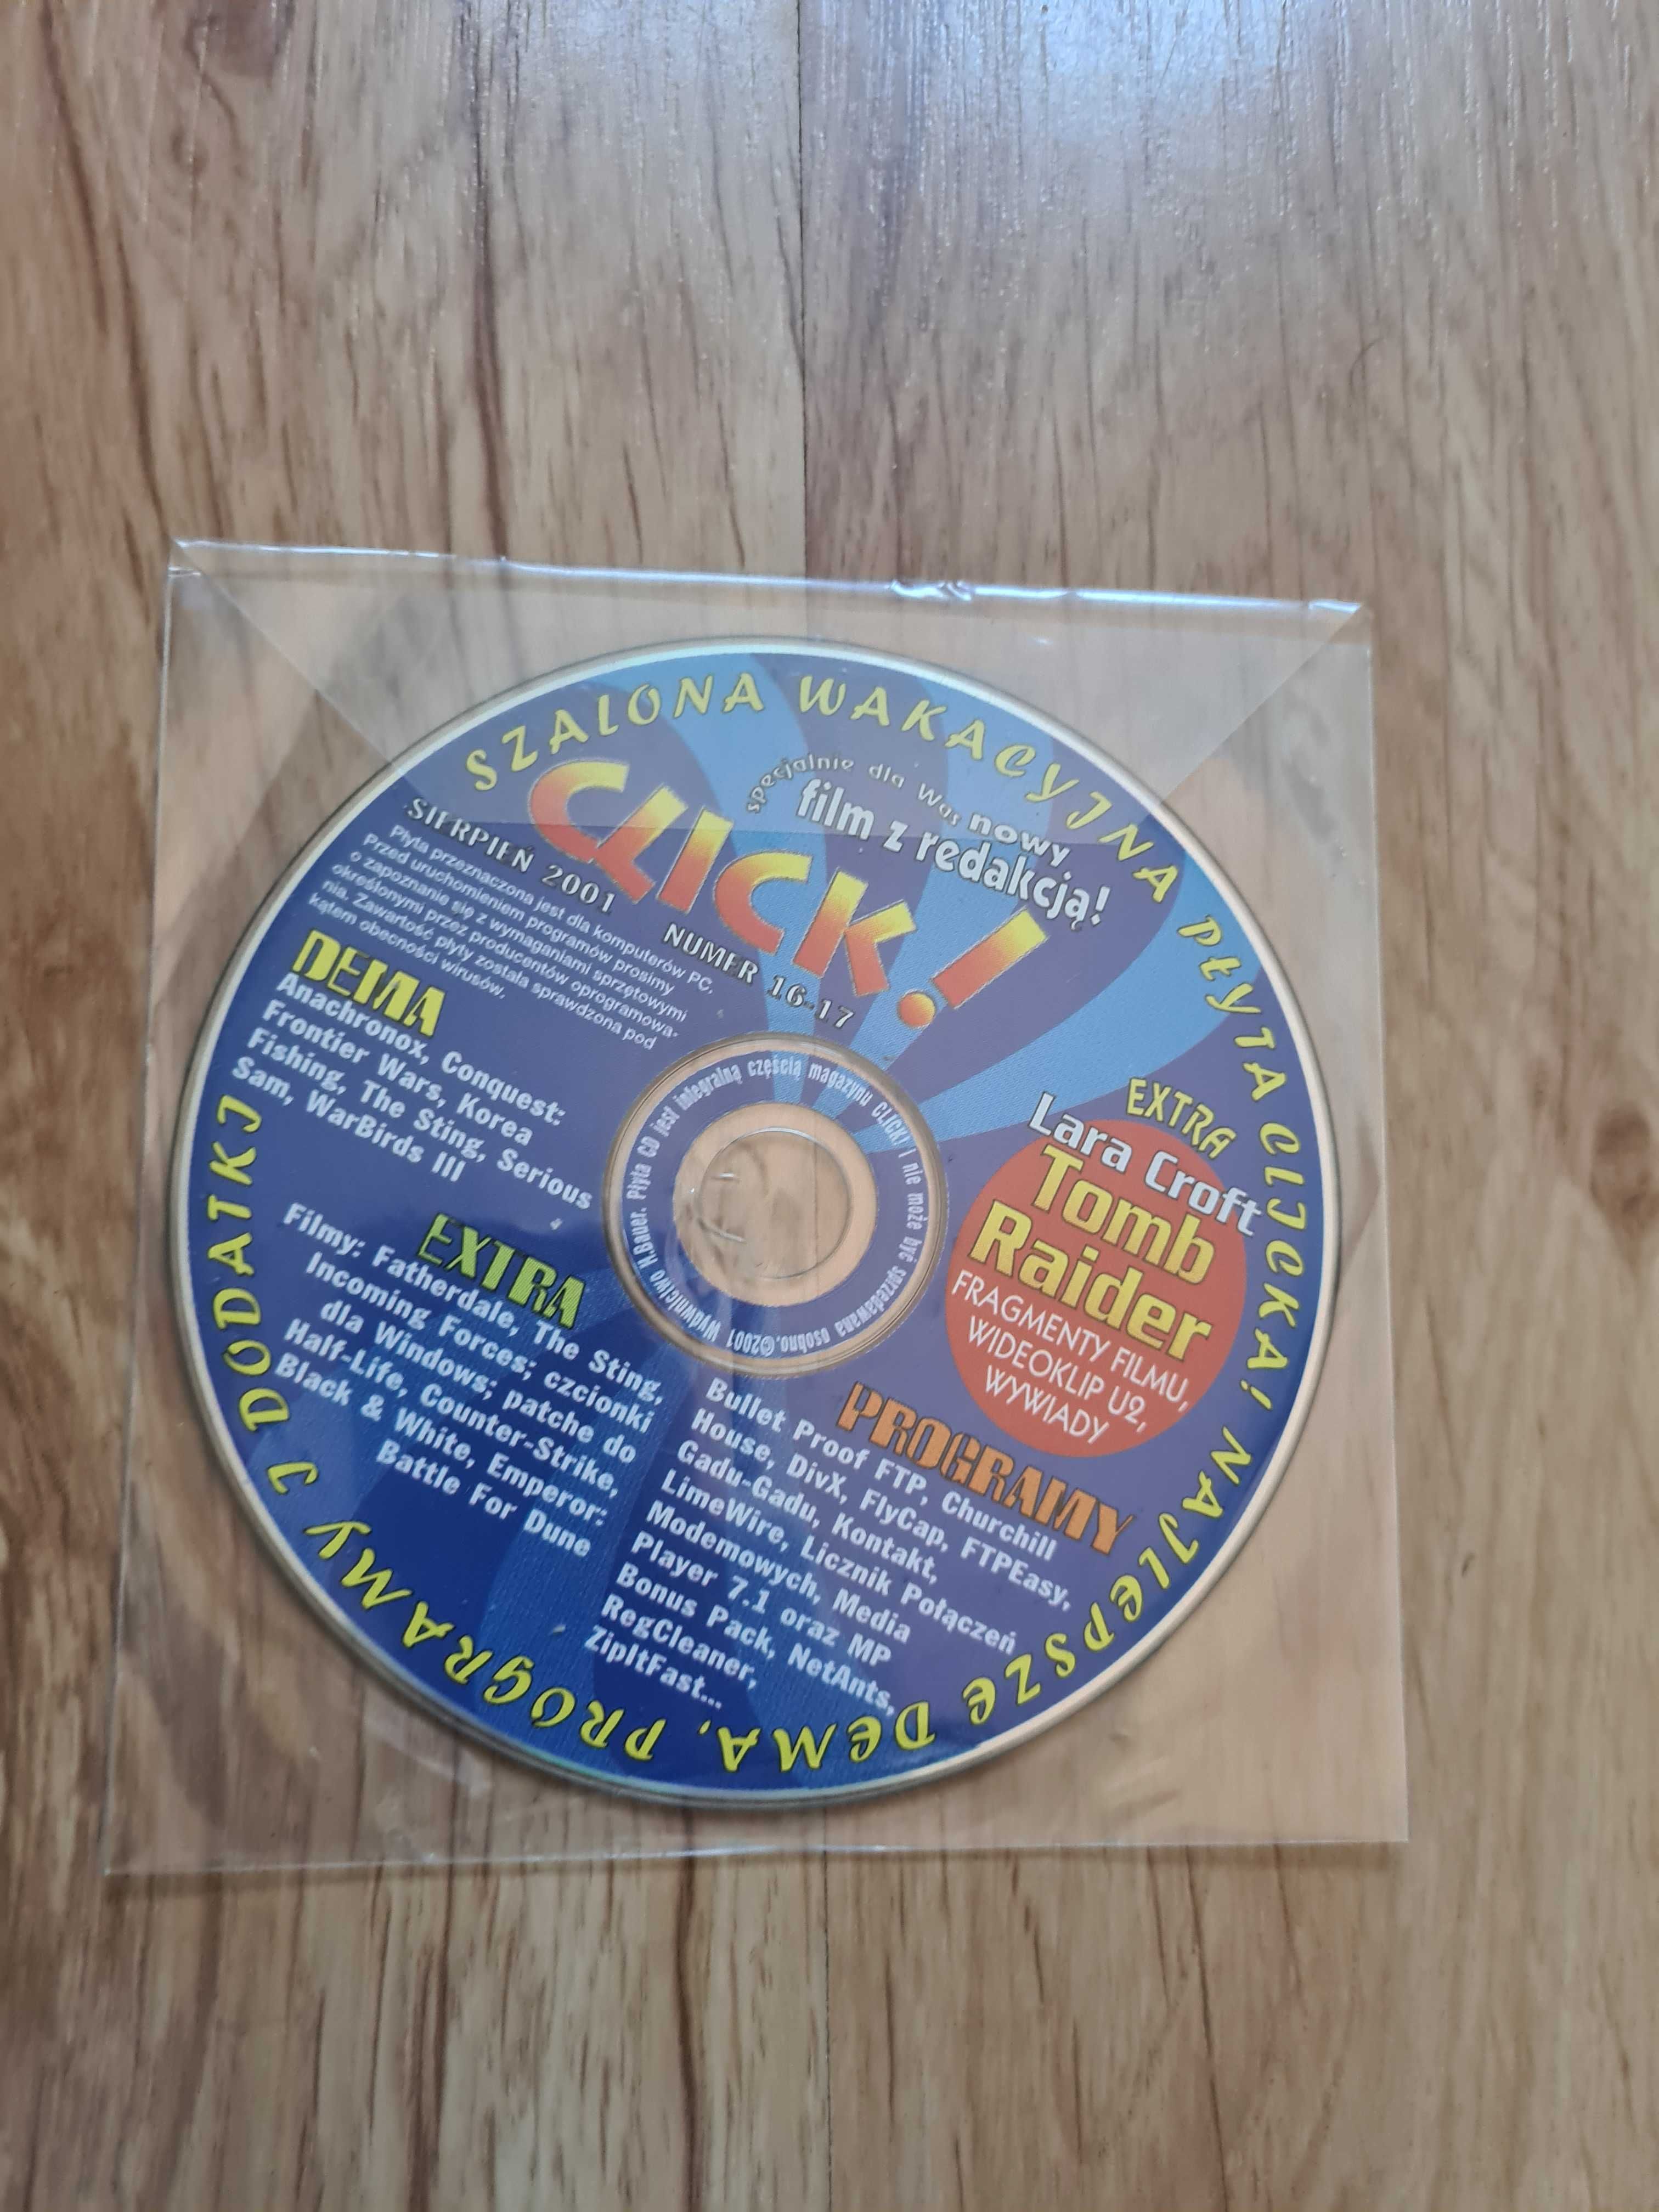 SZALONA WAKACYJNA PŁYTA CLICKA! NAJLEPSZE DEMA, PROGRAMY I DODATKI
specjalnie dla Was nowy
film z redakcją!
CLICK!
SIERPIEŃ 2001 NUMER 16-17
Płyta przeznaczona jest dla komputerów PC.
Przed uruchomieniem programów prosimy
o zapoznanie się z wymaganiami sprzętowymi
określonymi przez producentów oprogramowa-
nia. Zawartość płyty została sprawdzona pod
kątem obecności wirusów.
DEMA
Anachronox, Conquest:
Frontier Wars, Korea
Fishing, The Sting, Serious
Sam, WarBirds III
EXTRA
Filmy: Fatherdale, The Sting,
Incoming Forces; czcionki
dla Windows; patche do
Half-Life, Counter-Strike,
Black & White, Emperor:
Battle For Dune
EXTRA
Lara Croft
Tomb
Raider
FRAGMENTY FILMU,
WIDEOKLIP U2,
WYWIADY
PROGRAMY
Bullet Proof FTP, Churchill
House, DivX, FlyCap, FTPEasy,
Gadu-Gadu, Kontakt,
LimeWire, Licznik Połączeń
Modemowych, Media
Player 7.1 oraz MP
Bonus Pack, NetAnts,
RegCleaner,
ZipItFast...
©2001 Wydawnictwo H.Bauer. Płyta CD jest integralną częścią magazynu CLICK! i nie może być sprzedawana osobno.